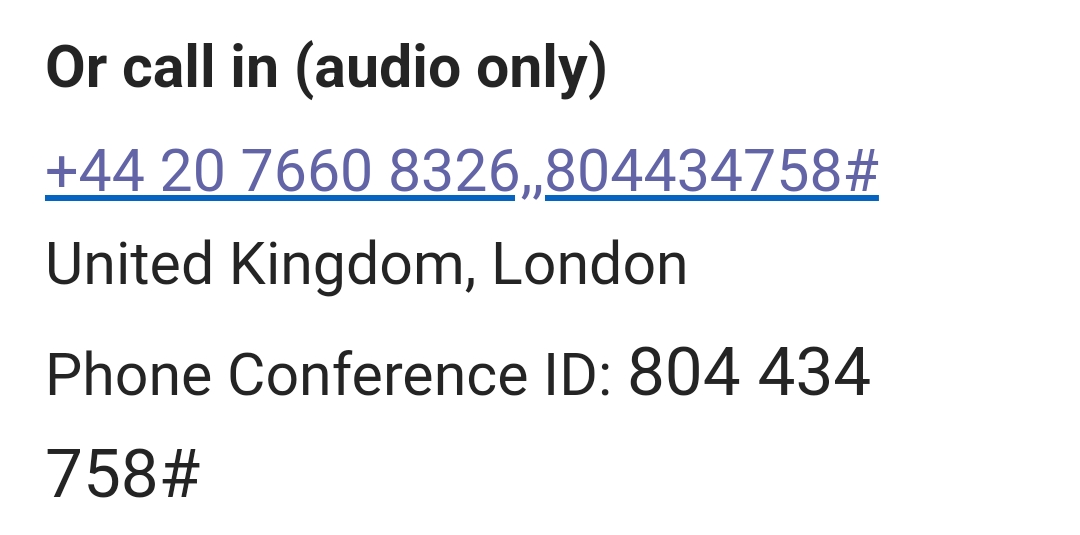 Or call in (audio only)
+44 20 7660 8326,,804434758#
United Kingdom, London
Phone Conference ID: 804 434
758#